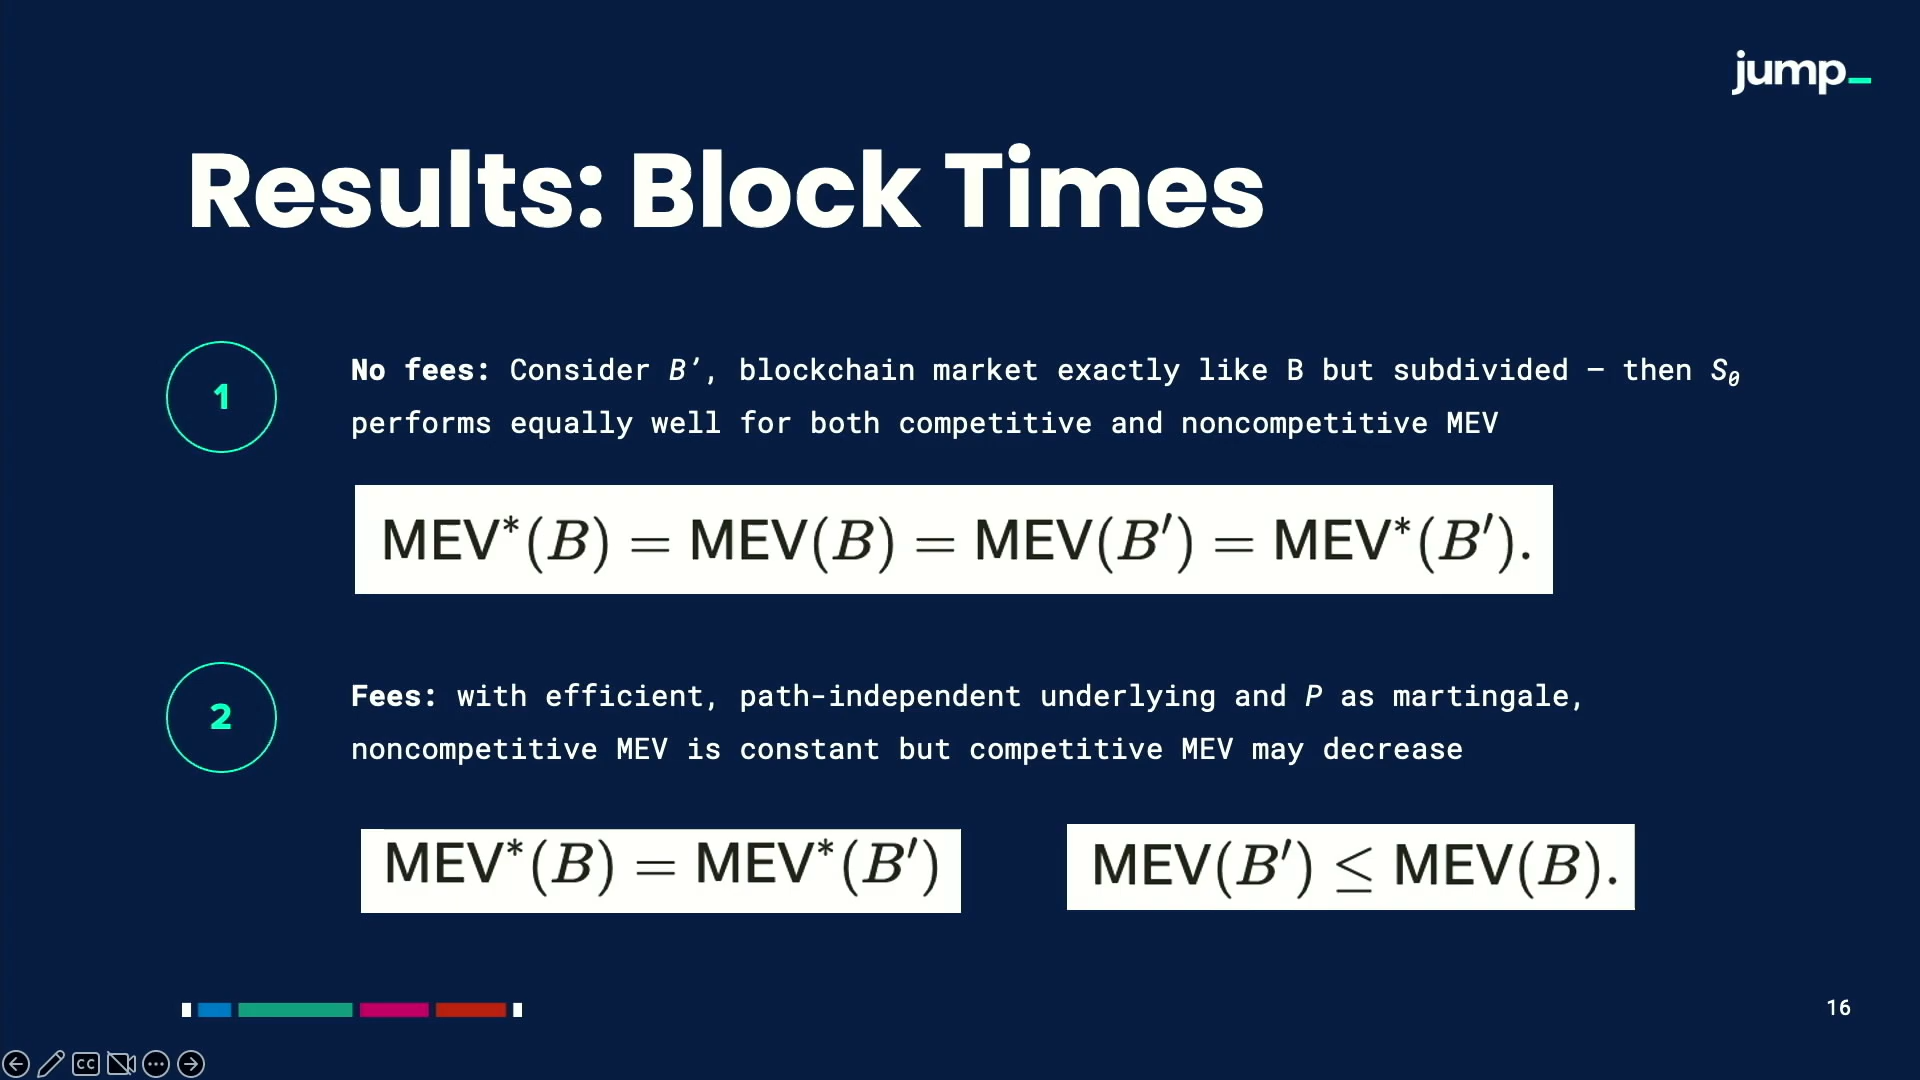 jump_
Results: Block Times
1
No fees: Consider B’, blockchain market exactly like B but subdivided – then S₀
performs equally well for both competitive and noncompetitive MEV
MEV*(B) = MEV(B) = MEV(B′) = MEV*(B′).
2
Fees: with efficient, path-independent underlying and P as martingale,
noncompetitive MEV is constant but competitive MEV may decrease
MEV*(B) = MEV*(B′)
MEV(B′) ≤ MEV(B).
16
CC